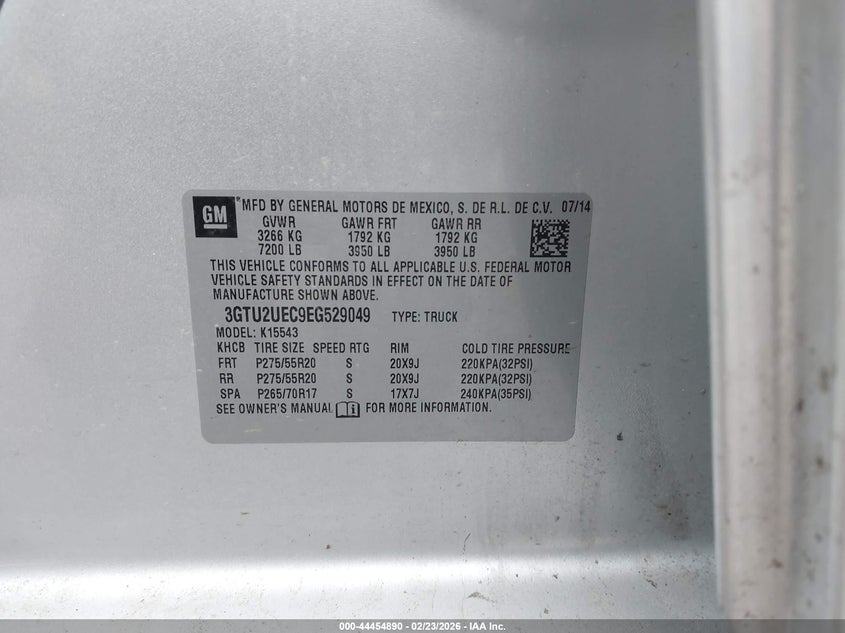 GM ® MFD BY GENERAL MOTORS DE MEXICO, S. DE R.L. DE C.V. 07/14
GVWR GAWR FRT GAWR RR
3266 KG 1792 KG 1792 KG
7200 LB 3950 LB 3950 LB
THIS VEHICLE CONFORMS TO ALL APPLICABLE U.S. FEDERAL MOTOR
VEHICLE SAFETY STANDARDS IN EFFECT ON THE DATE OF
MANUFACTURE SHOWN ABOVE.
3GTU2UEC9EG529049 TYPE: TRUCK
MODEL: K15543
KHCB TIRE SIZE SPEED RTG RIM COLD TIRE PRESSURE
FRT P275/55R20 S 20X9J 220KPA(32PSI)
RR P275/55R20 S 20X9J 220KPA(32PSI)
SPA P265/70R17 S 17X7J 240KPA(35PSI)
SEE OWNER'S MANUAL i FOR MORE INFORMATION.
000-44454890 - 02/23/2026 - IAA Inc.